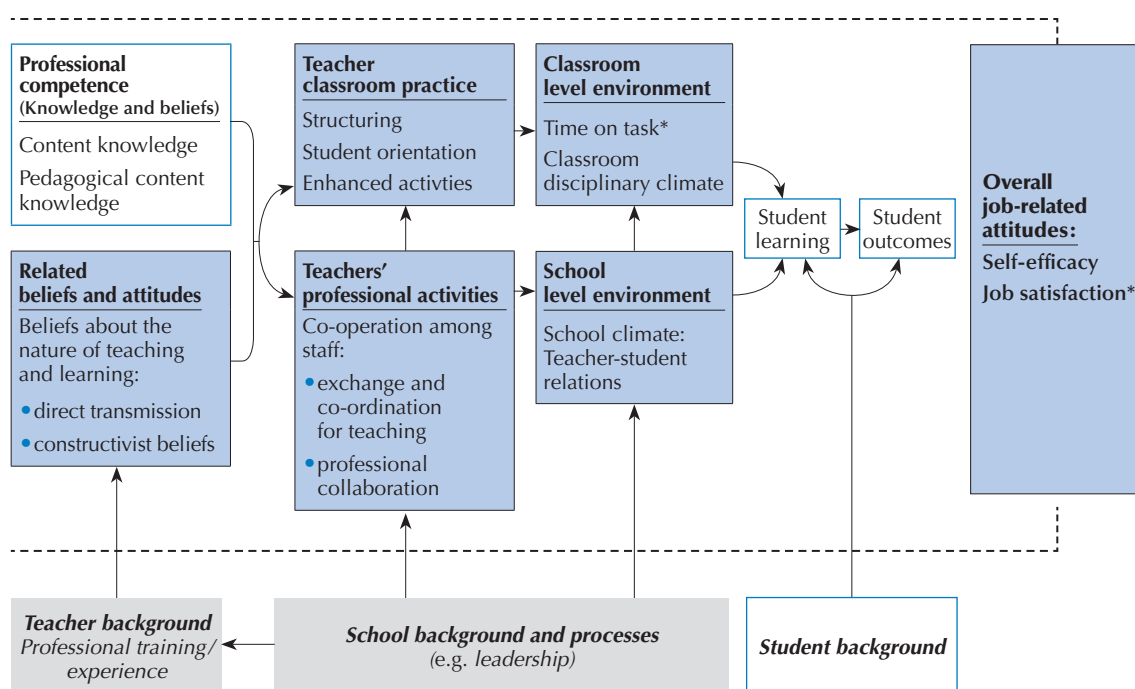 Professional
competence
(Knowledge and beliefs)
Content knowledge
Pedagogical content
knowledge
Related
beliefs and attitudes
Beliefs about the
nature of teaching
and learning:
• direct transmission
• constructivist beliefs
Teacher
classroom practice
Structuring
Student orientation
Enhanced activties
Teachers’
professional activities
Co-operation among
staff:
• exchange and
co-ordination
for teaching
• professional
collaboration
Classroom
level environment
Time on task*
Classroom
disciplinary climate
School
level environment
School climate:
Teacher-student
relations
Student
learning
Student
outcomes
Overall
job-related
attitudes:
Self-efficacy
Job satisfaction*
Teacher background
Professional training/
experience
School background and processes
(e.g. leadership)
Student background